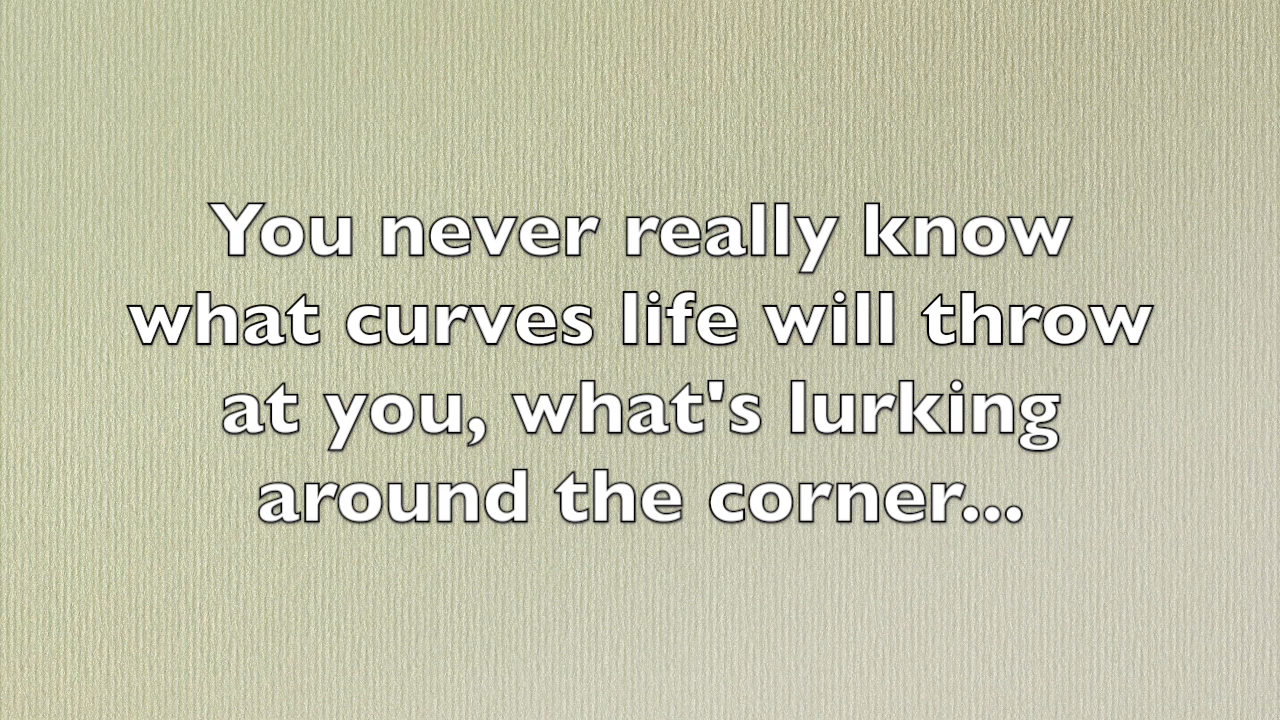 You never really know
what curves life will throw
at you, what's lurking
around the corner...